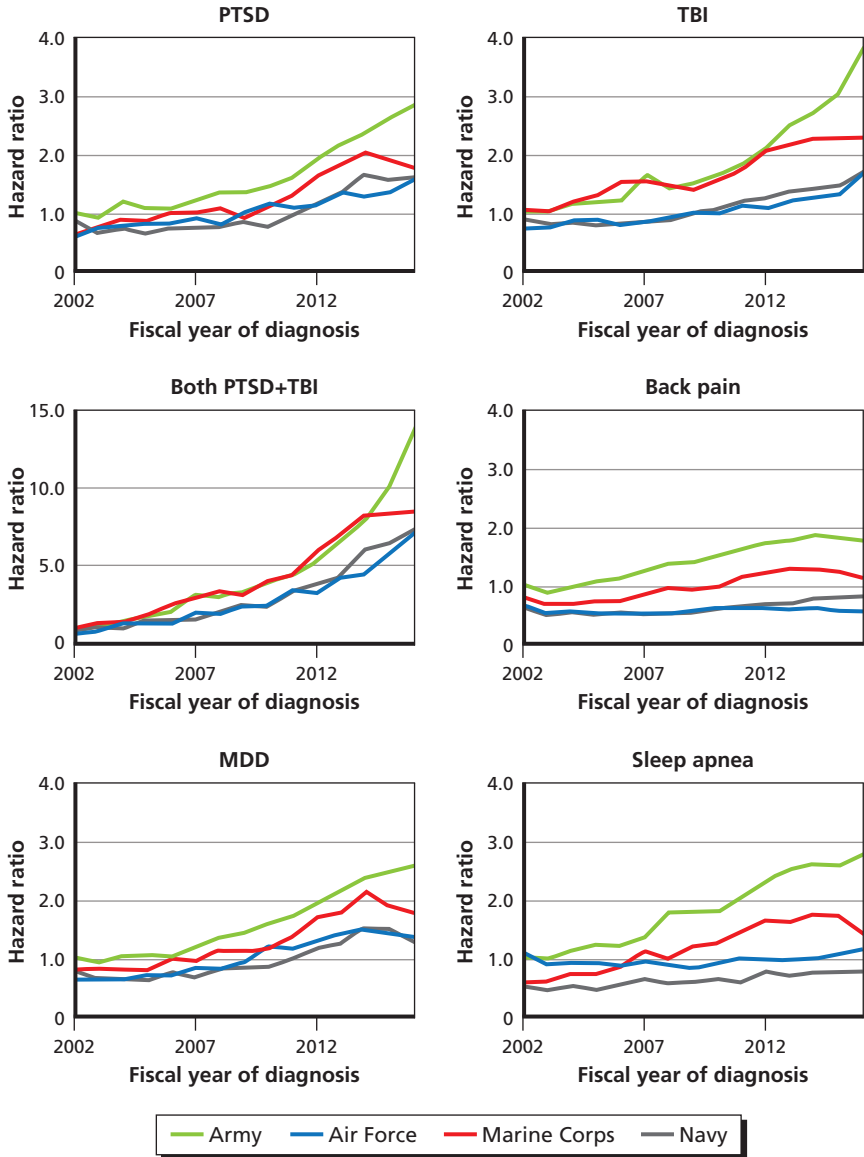 PTSD
4.0
3.0
2.0
1.0
0
Hazard ratio
2002 2007 2012
Fiscal year of diagnosis
TBI
4.0
3.0
2.0
1.0
0
Hazard ratio
2002 2007 2012
Fiscal year of diagnosis
Both PTSD+TBI
15.0
10.0
5.0
0
Hazard ratio
2002 2007 2012
Fiscal year of diagnosis
Back pain
4.0
3.0
2.0
1.0
0
Hazard ratio
2002 2007 2012
Fiscal year of diagnosis
MDD
4.0
3.0
2.0
1.0
0
Hazard ratio
2002 2007 2012
Fiscal year of diagnosis
Sleep apnea
4.0
3.0
2.0
1.0
0
Hazard ratio
2002 2007 2012
Fiscal year of diagnosis
Army Air Force Marine Corps Navy